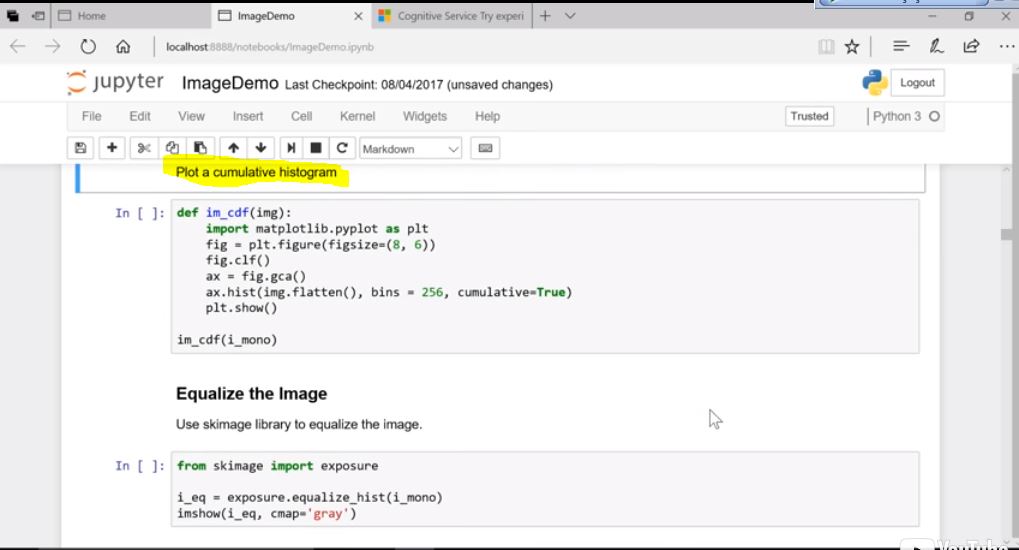 Home
ImageDemo
Cognitive Service Try experi
localhost:8888/notebooks/ImageDemo.ipynb
jupyter ImageDemo Last Checkpoint: 08/04/2017 (unsaved changes)
Logout
File Edit View Insert Cell Kernel Widgets Help
Trusted
Python 3
Markdown
Plot a cumulative histogram
In [ ]: def im_cdf(img):
    import matplotlib.pyplot as plt
    fig = plt.figure(figsize=(8, 6))
    fig.clf()
    ax = fig.gca()
    ax.hist(img.flatten(), bins = 256, cumulative=True)
    plt.show()
im_cdf(i_mono)
Equalize the Image
Use skimage library to equalize the image.
In [ ]: from skimage import exposure
i_eq = exposure.equalize_hist(i_mono)
imshow(i_eq, cmap='gray')
YouTube